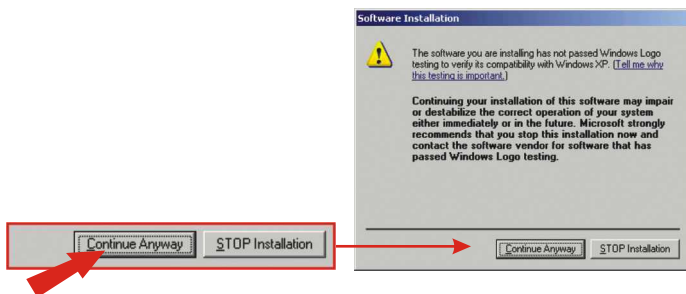 Software Installation
The software you are installing has not passed Windows Logo
testing to verify its compatibility with Windows XP. (Tell me why
this testing is important.)
Continuing your installation of this software may impair
or destabilize the correct operation of your system
either immediately or in the future. Microsoft strongly
recommends that you stop this installation now and
contact the software vendor for software that has
passed Windows Logo testing.
Continue Anyway STOP Installation
Continue Anyway STOP Installation